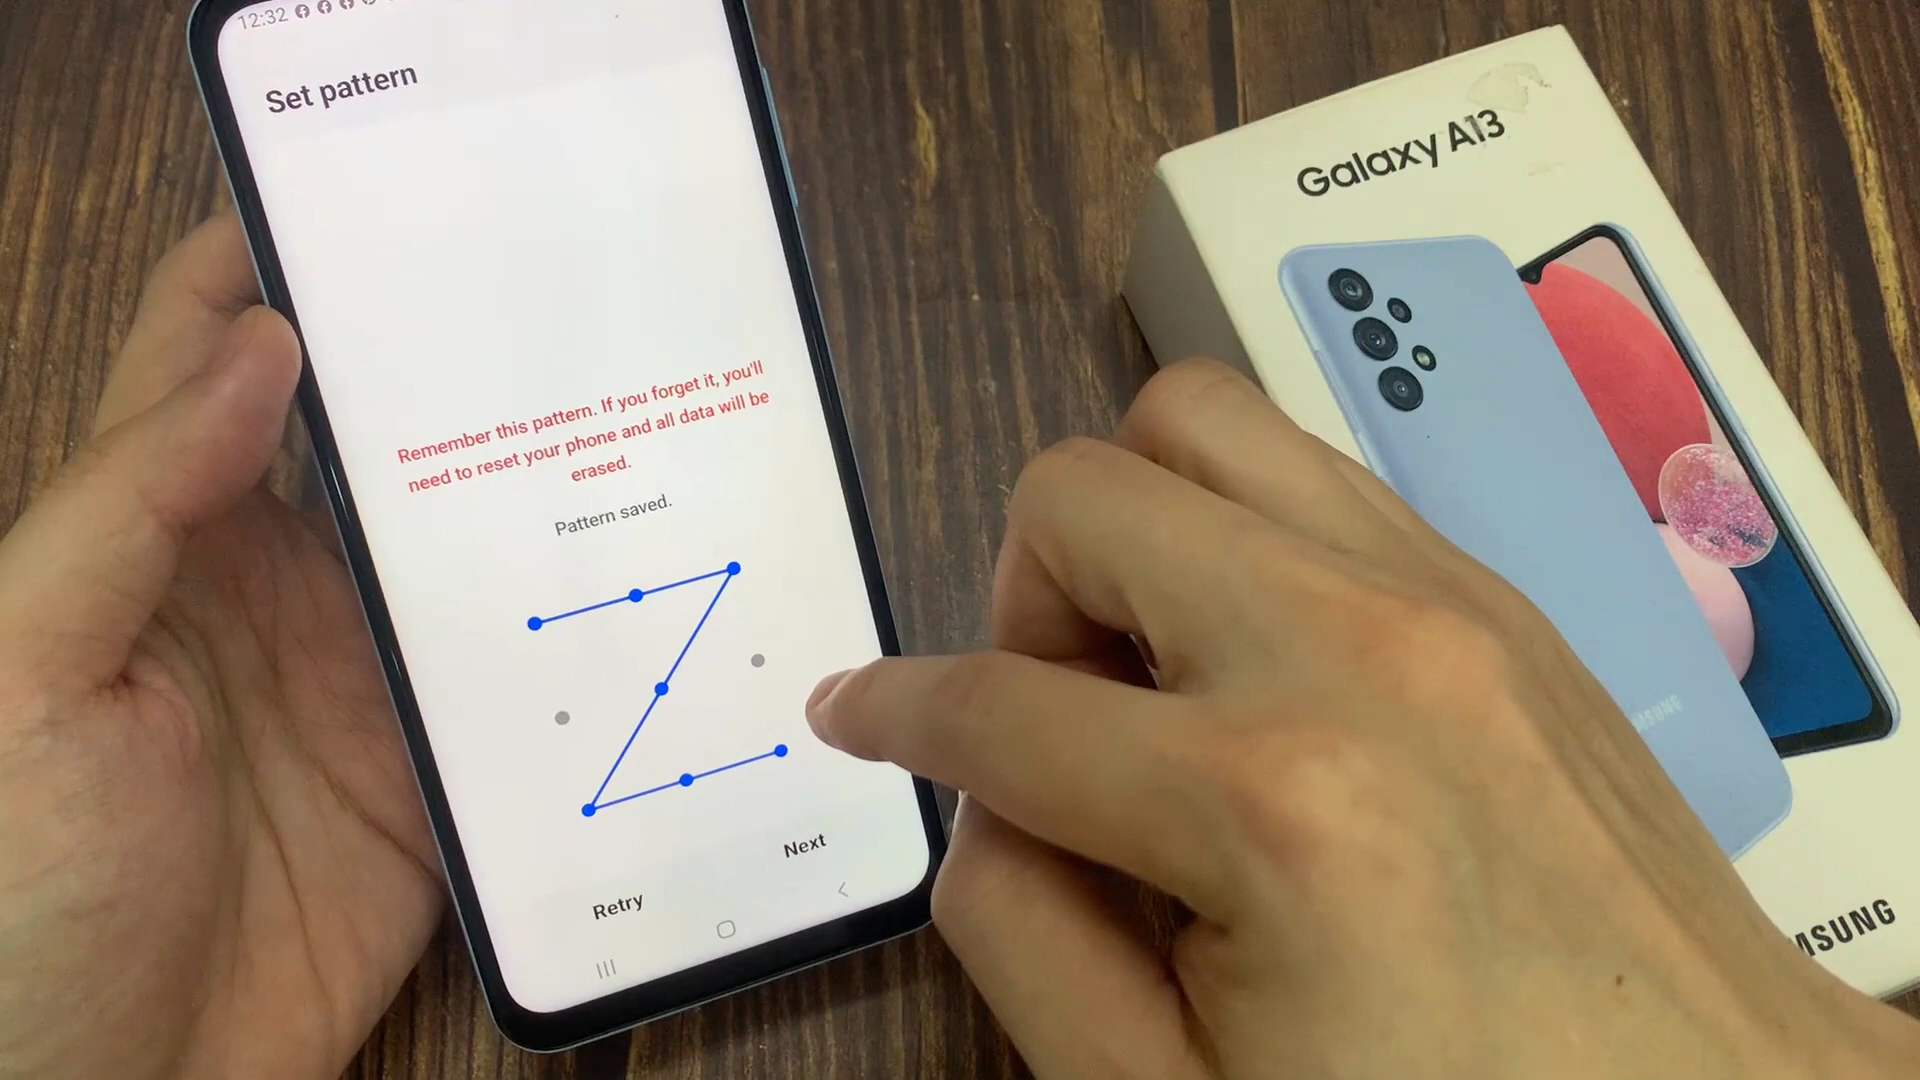 12:32
Set pattern
Remember this pattern. If you forget it, you'll
need to reset your phone and all data will be
erased.
Pattern saved.
Next
Retry
Galaxy A13